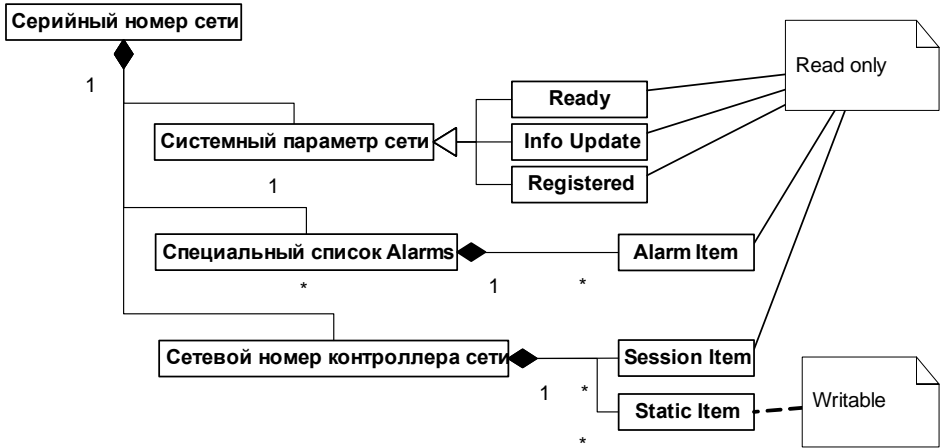 Серийный номер сети
1
Read only
Ready
Системный параметр сети
Info Update
Registered
1
Специальный список Alarms
Alarm Item
*
1
*
Сетевой номер контроллера сети
Session Item
1
*
Static Item
Writable
*